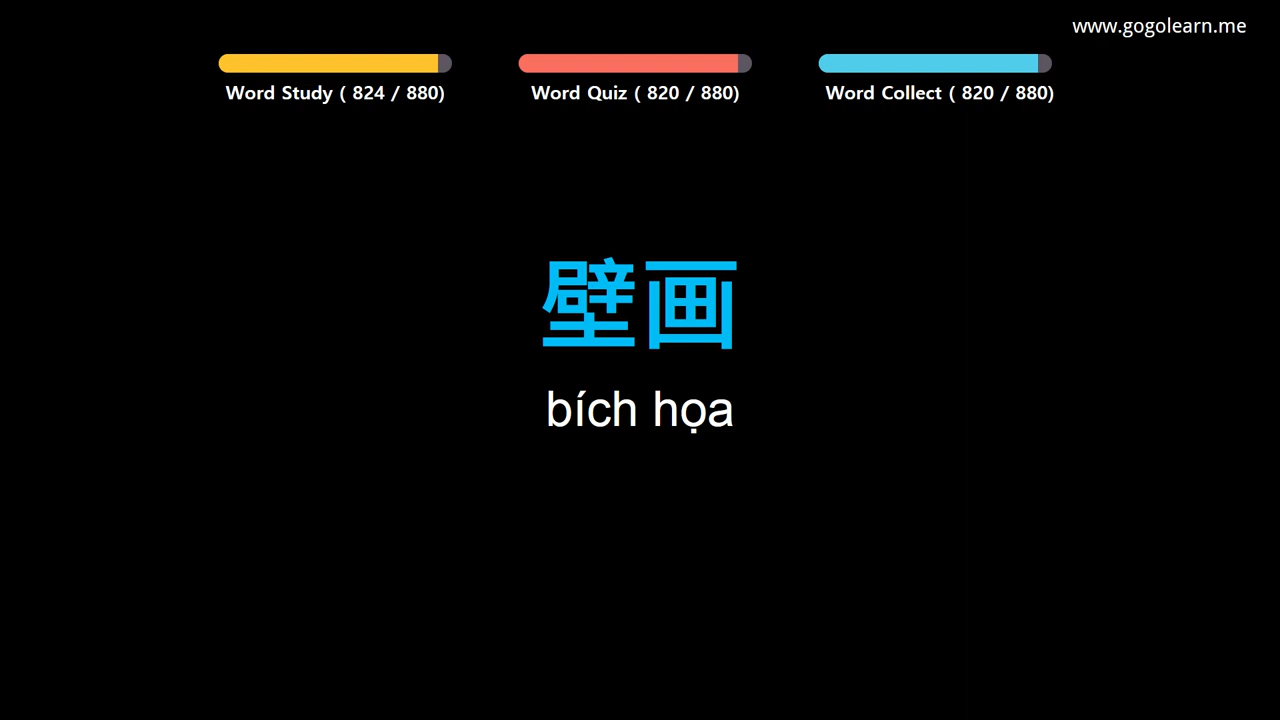 www.gogolearn.me
Word Study ( 824 / 880)
Word Quiz ( 820 / 880)
Word Collect ( 820 / 880)
壁画
bích họa